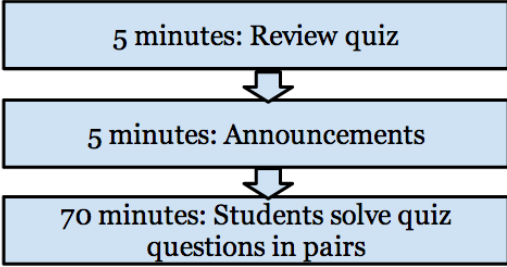 5 minutes: Review quiz
5 minutes: Announcements
70 minutes: Students solve quiz
questions in pairs